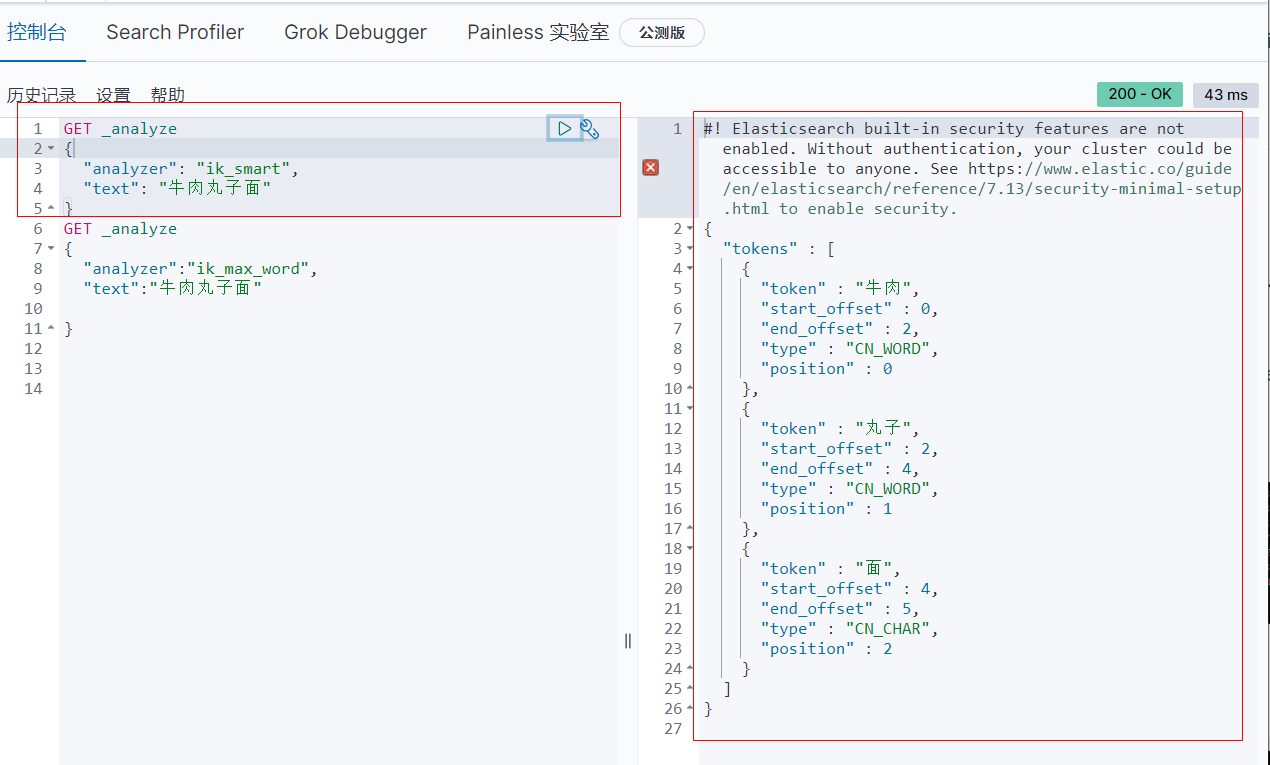 控制台 Search Profiler Grok Debugger Painless 实验室 公测版
历史记录 设置 帮助 200 - OK 43 ms
1 GET _analyze
2 {
3 "analyzer": "ik_smart",
4 "text": "牛肉丸子面"
5 }
6 GET _analyze
7 {
8 "analyzer":"ik_max_word",
9 "text":"牛肉丸子面"
10
11 }
12
13
14
1 #! Elasticsearch built-in security features are not
enabled. Without authentication, your cluster could be
accessible to anyone. See https://www.elastic.co/guide
/en/elasticsearch/reference/7.13/security-minimal-setup
.html to enable security.
2 {
3 "tokens" : [
4 {
5 "token" : "牛肉",
6 "start_offset" : 0,
7 "end_offset" : 2,
8 "type" : "CN_WORD",
9 "position" : 0
10 },
11 {
12 "token" : "丸子",
13 "start_offset" : 2,
14 "end_offset" : 4,
15 "type" : "CN_WORD",
16 "position" : 1
17 },
18 {
19 "token" : "面",
20 "start_offset" : 4,
21 "end_offset" : 5,
22 "type" : "CN_CHAR",
23 "position" : 2
24 }
25 ]
26 }
27